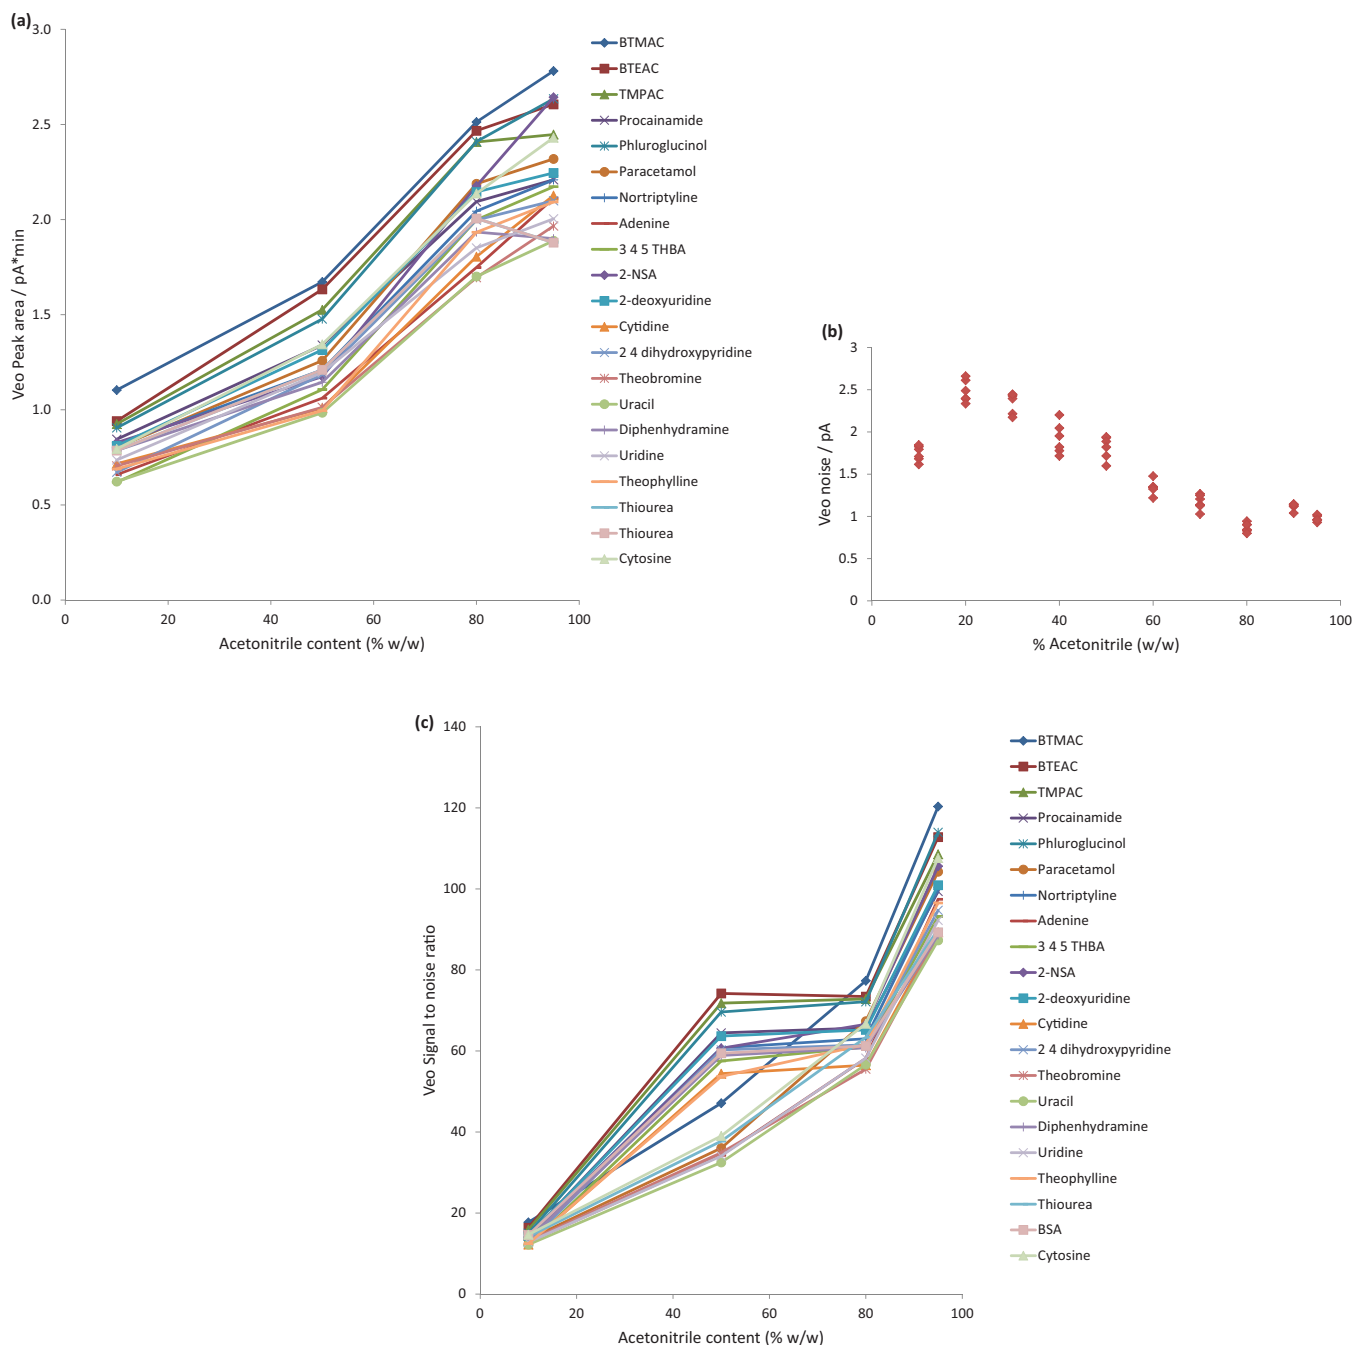 (a)
3.0
2.5
2.0
1.5
1.0
0.5
0.0
Veo Peak area / pA*min
0 20 40 60 80 100
Acetonitrile content (% w/w)
BTMAC
BTEAC
TMPAC
Procainamide
Phluroglucinol
Paracetamol
Nortriptyline
Adenine
3 4 5 THBA
2-NSA
2-deoxyuridine
Cytidine
2 4 dihydroxypyridine
Theobromine
Uracil
Diphenhydramine
Uridine
Theophylline
Thiourea
Thiourea
Cytosine
(b)
3
2.5
2
1.5
1
0.5
0
Veo noise / pA
0 20 40 60 80 100
% Acetonitrile (w/w)
(c)
140
120
100
80
60
40
20
0
Veo Signal to noise ratio
0 20 40 60 80 100
Acetonitrile content (% w/w)
BTMAC
BTEAC
TMPAC
Procainamide
Phluroglucinol
Paracetamol
Nortriptyline
Adenine
3 4 5 THBA
2-NSA
2-deoxyuridine
Cytidine
2 4 dihydroxypyridine
Theobromine
Uracil
Diphenhydramine
Uridine
Theophylline
Thiourea
BSA
Cytosine